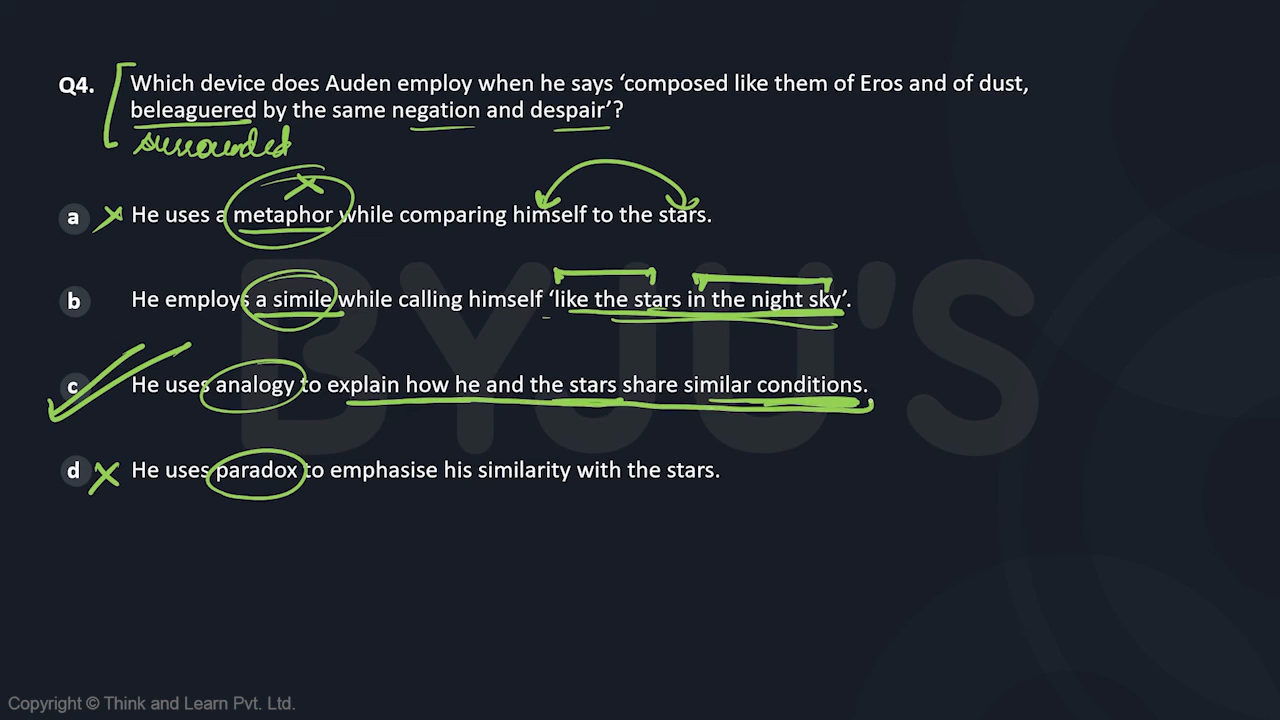 Q4. Which device does Auden employ when he says ‘composed like them of Eros and of dust,
beleaguered by the same negation and despair’?
surrounded
a He uses a metaphor while comparing himself to the stars.
b He employs a simile while calling himself ‘like the stars in the night sky’.
c He uses analogy to explain how he and the stars share similar conditions.
d He uses paradox to emphasise his similarity with the stars.
BYJU'S
Copyright © Think and Learn Pvt. Ltd.